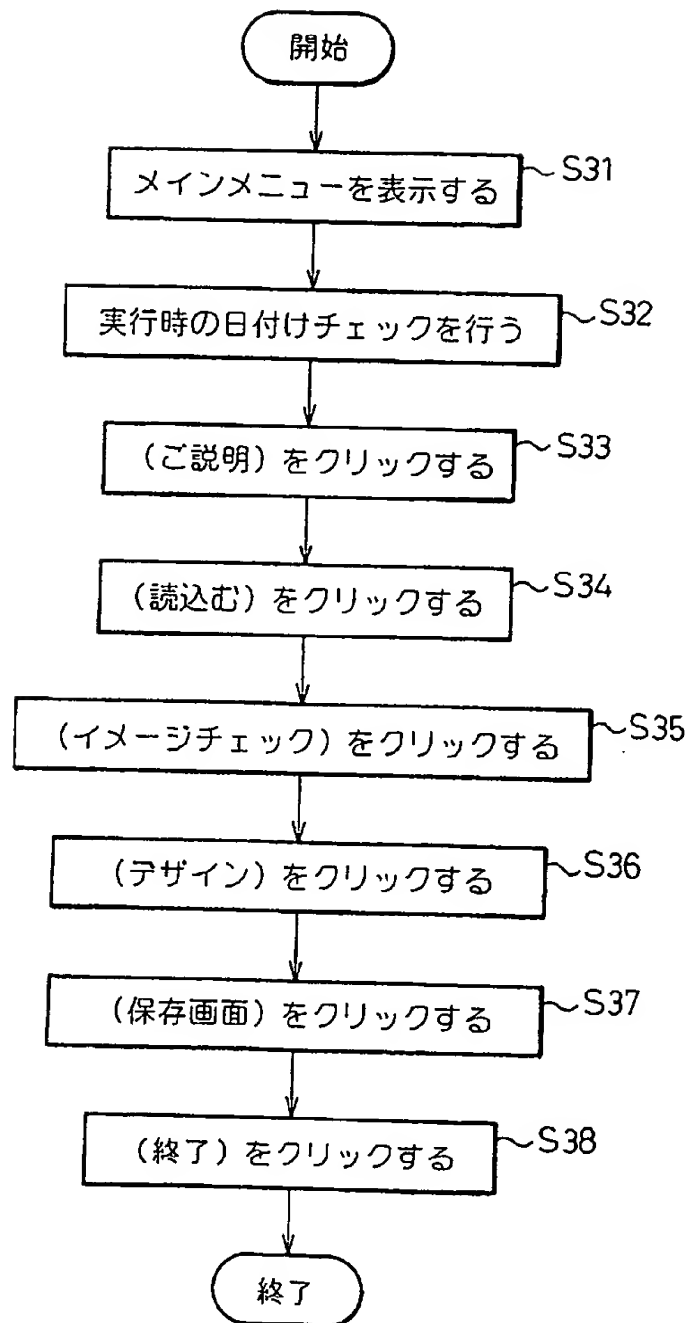 開始
メインメニューを表示する
S31
実行時の日付けチェックを行う
S32
(ご説明)をクリックする
S33
(読込む)をクリックする
S34
(イメージチェック)をクリックする
S35
(デザイン)をクリックする
S36
(保存画面)をクリックする
S37
(終了)をクリックする
S38
終了